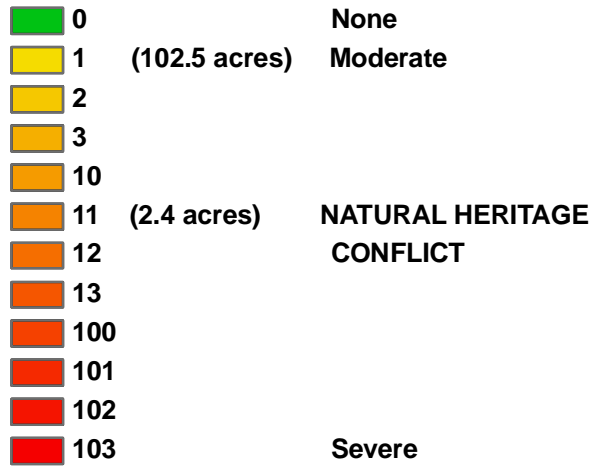 0 None
1 (102.5 acres) Moderate
2
3
10
11 (2.4 acres) NATURAL HERITAGE
12 CONFLICT
13
100
101
102
103 Severe